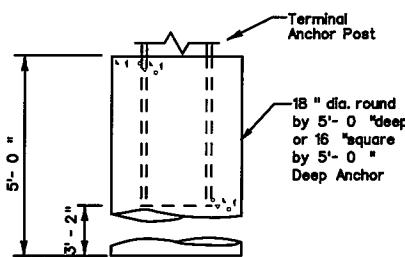 Terminal
Anchor Post
18 " dia. round
by 5'- 0 "deep
or 16 "square
by 5'- 0 "
Deep Anchor
5'- 0 "
3'- 2"